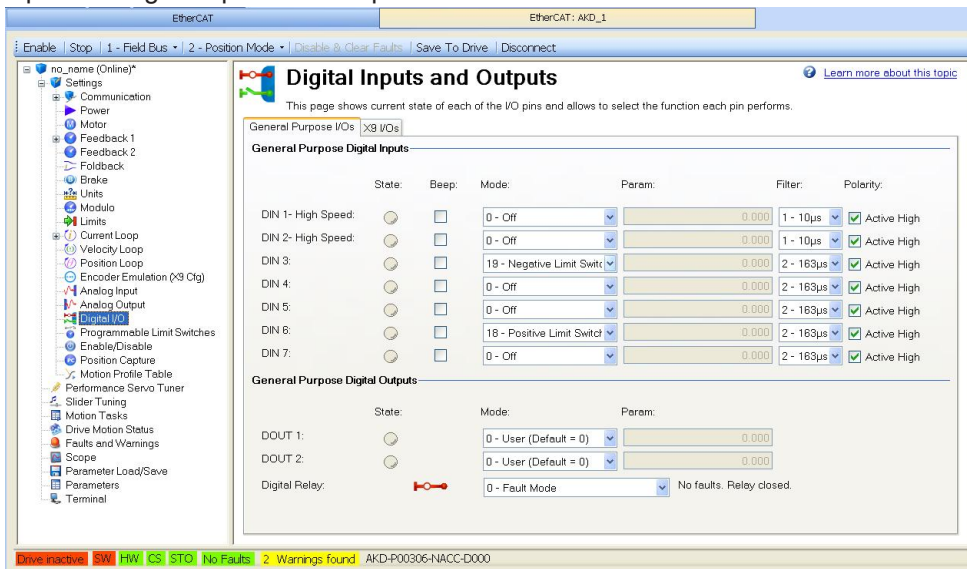 EtherCAT
EtherCAT: AKD_1
Enable Stop 1 - Field Bus 2 - Position Mode Disable & Clear Faults Save To Drive Disconnect
no_name (Online)*
Settings
Communication
Power
Motor
Feedback 1
Feedback 2
Foldback
Brake
Units
Modulo
Limits
Current Loop
Velocity Loop
Position Loop
Encoder Emulation (X9 Cfg)
Analog Input
Analog Output
Digital I/O
Programmable Limit Switches
Enable/Disable
Position Capture
Motion Profile Table
Performance Servo Tuner
Slider Tuning
Motion Tasks
Drive Motion Status
Faults and Warnings
Scope
Parameter Load/Save
Parameters
Terminal
Digital Inputs and Outputs
Learn more about this topic
This page shows current state of each of the I/O pins and allows to select the function each pin performs.
General Purpose I/Os X9 I/Os
General Purpose Digital Inputs
State: Beep: Mode: Param: Filter: Polarity:
DIN 1- High Speed: 0 - Off 0.000 1 - 10µs Active High
DIN 2- High Speed: 0 - Off 0.000 1 - 10µs Active High
DIN 3: 19 - Negative Limit Switc 0.000 2 - 163µs Active High
DIN 4: 0 - Off 0.000 2 - 163µs Active High
DIN 5: 0 - Off 0.000 2 - 163µs Active High
DIN 6: 18 - Positive Limit Switch 0.000 2 - 163µs Active High
DIN 7: 0 - Off 0.000 2 - 163µs Active High
General Purpose Digital Outputs
State: Mode: Param:
DOUT 1: 0 - User (Default = 0) 0.000
DOUT 2: 0 - User (Default = 0) 0.000
Digital Relay: 0 - Fault Mode No faults. Relay closed.
Drive inactive SW HW CS STO No Faults 2 Warnings found AKD-P00306-NACC-D000